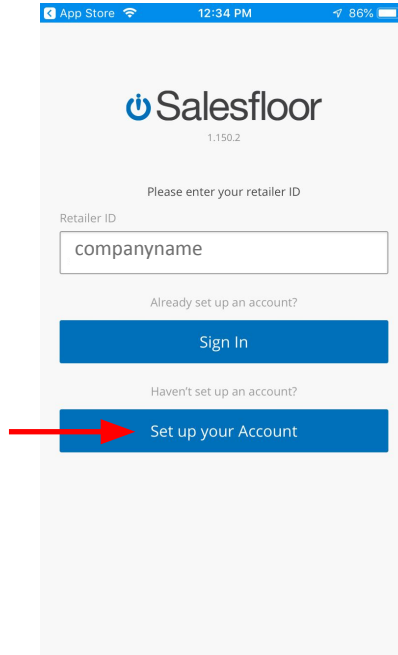 App Store 12:34 PM 86%
Salesfloor
1.150.2
Please enter your retailer ID
Retailer ID
companyname
Already set up an account?
Sign In
Haven't set up an account?
Set up your Account